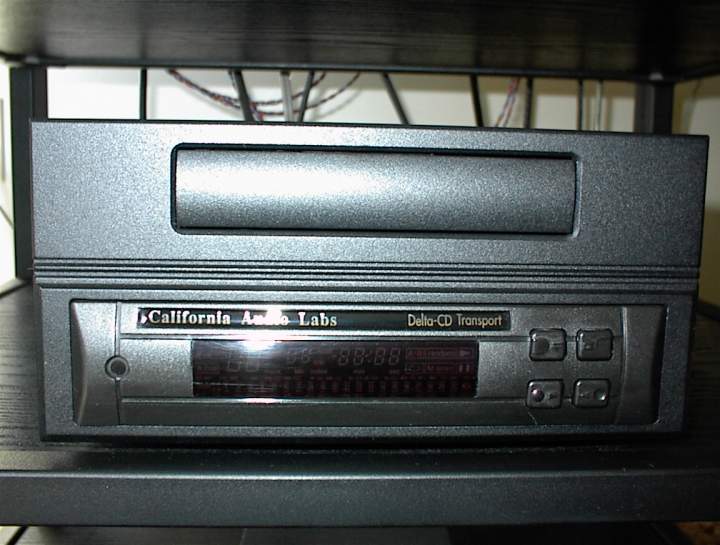 California Audio Labs
Delta-CD Transport